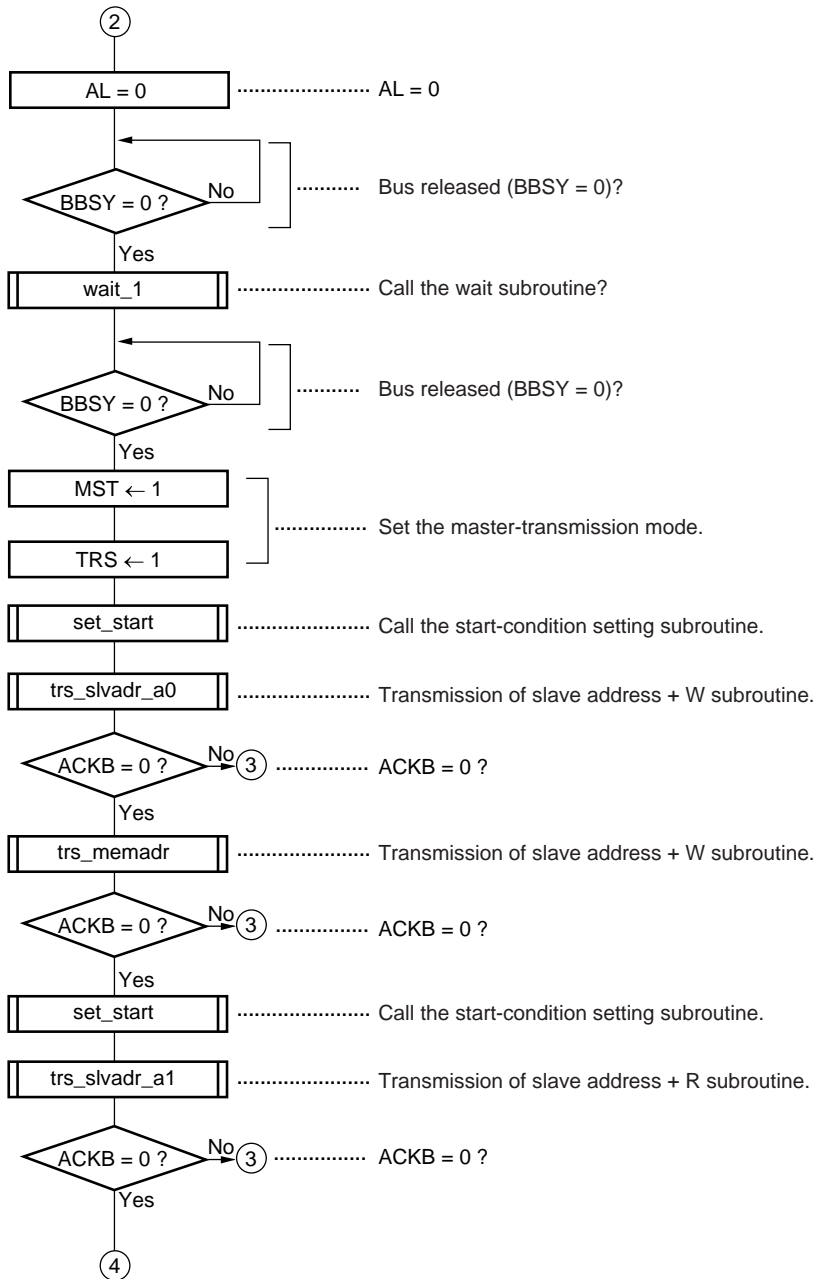 2
AL = 0 AL = 0
BBSY = 0 ? No Bus released (BBSY = 0)?
Yes
wait_1 Call the wait subroutine?
BBSY = 0 ? No Bus released (BBSY = 0)?
Yes
MST ← 1
Set the master-transmission mode.
TRS ← 1
set_start Call the start-condition setting subroutine.
trs_slvadr_a0 Transmission of slave address + W subroutine.
ACKB = 0 ? No 3 ACKB = 0 ?
Yes
trs_memadr Transmission of slave address + W subroutine.
ACKB = 0 ? No 3 ACKB = 0 ?
Yes
set_start Call the start-condition setting subroutine.
trs_slvadr_a1 Transmission of slave address + R subroutine.
ACKB = 0 ? No 3 ACKB = 0 ?
Yes
4